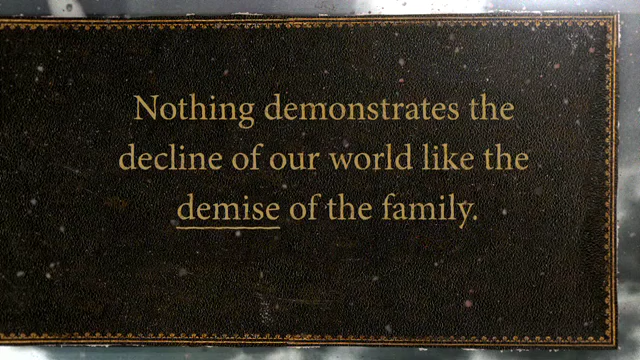 Nothing demonstrates the
decline of our world like the
demise of the family.